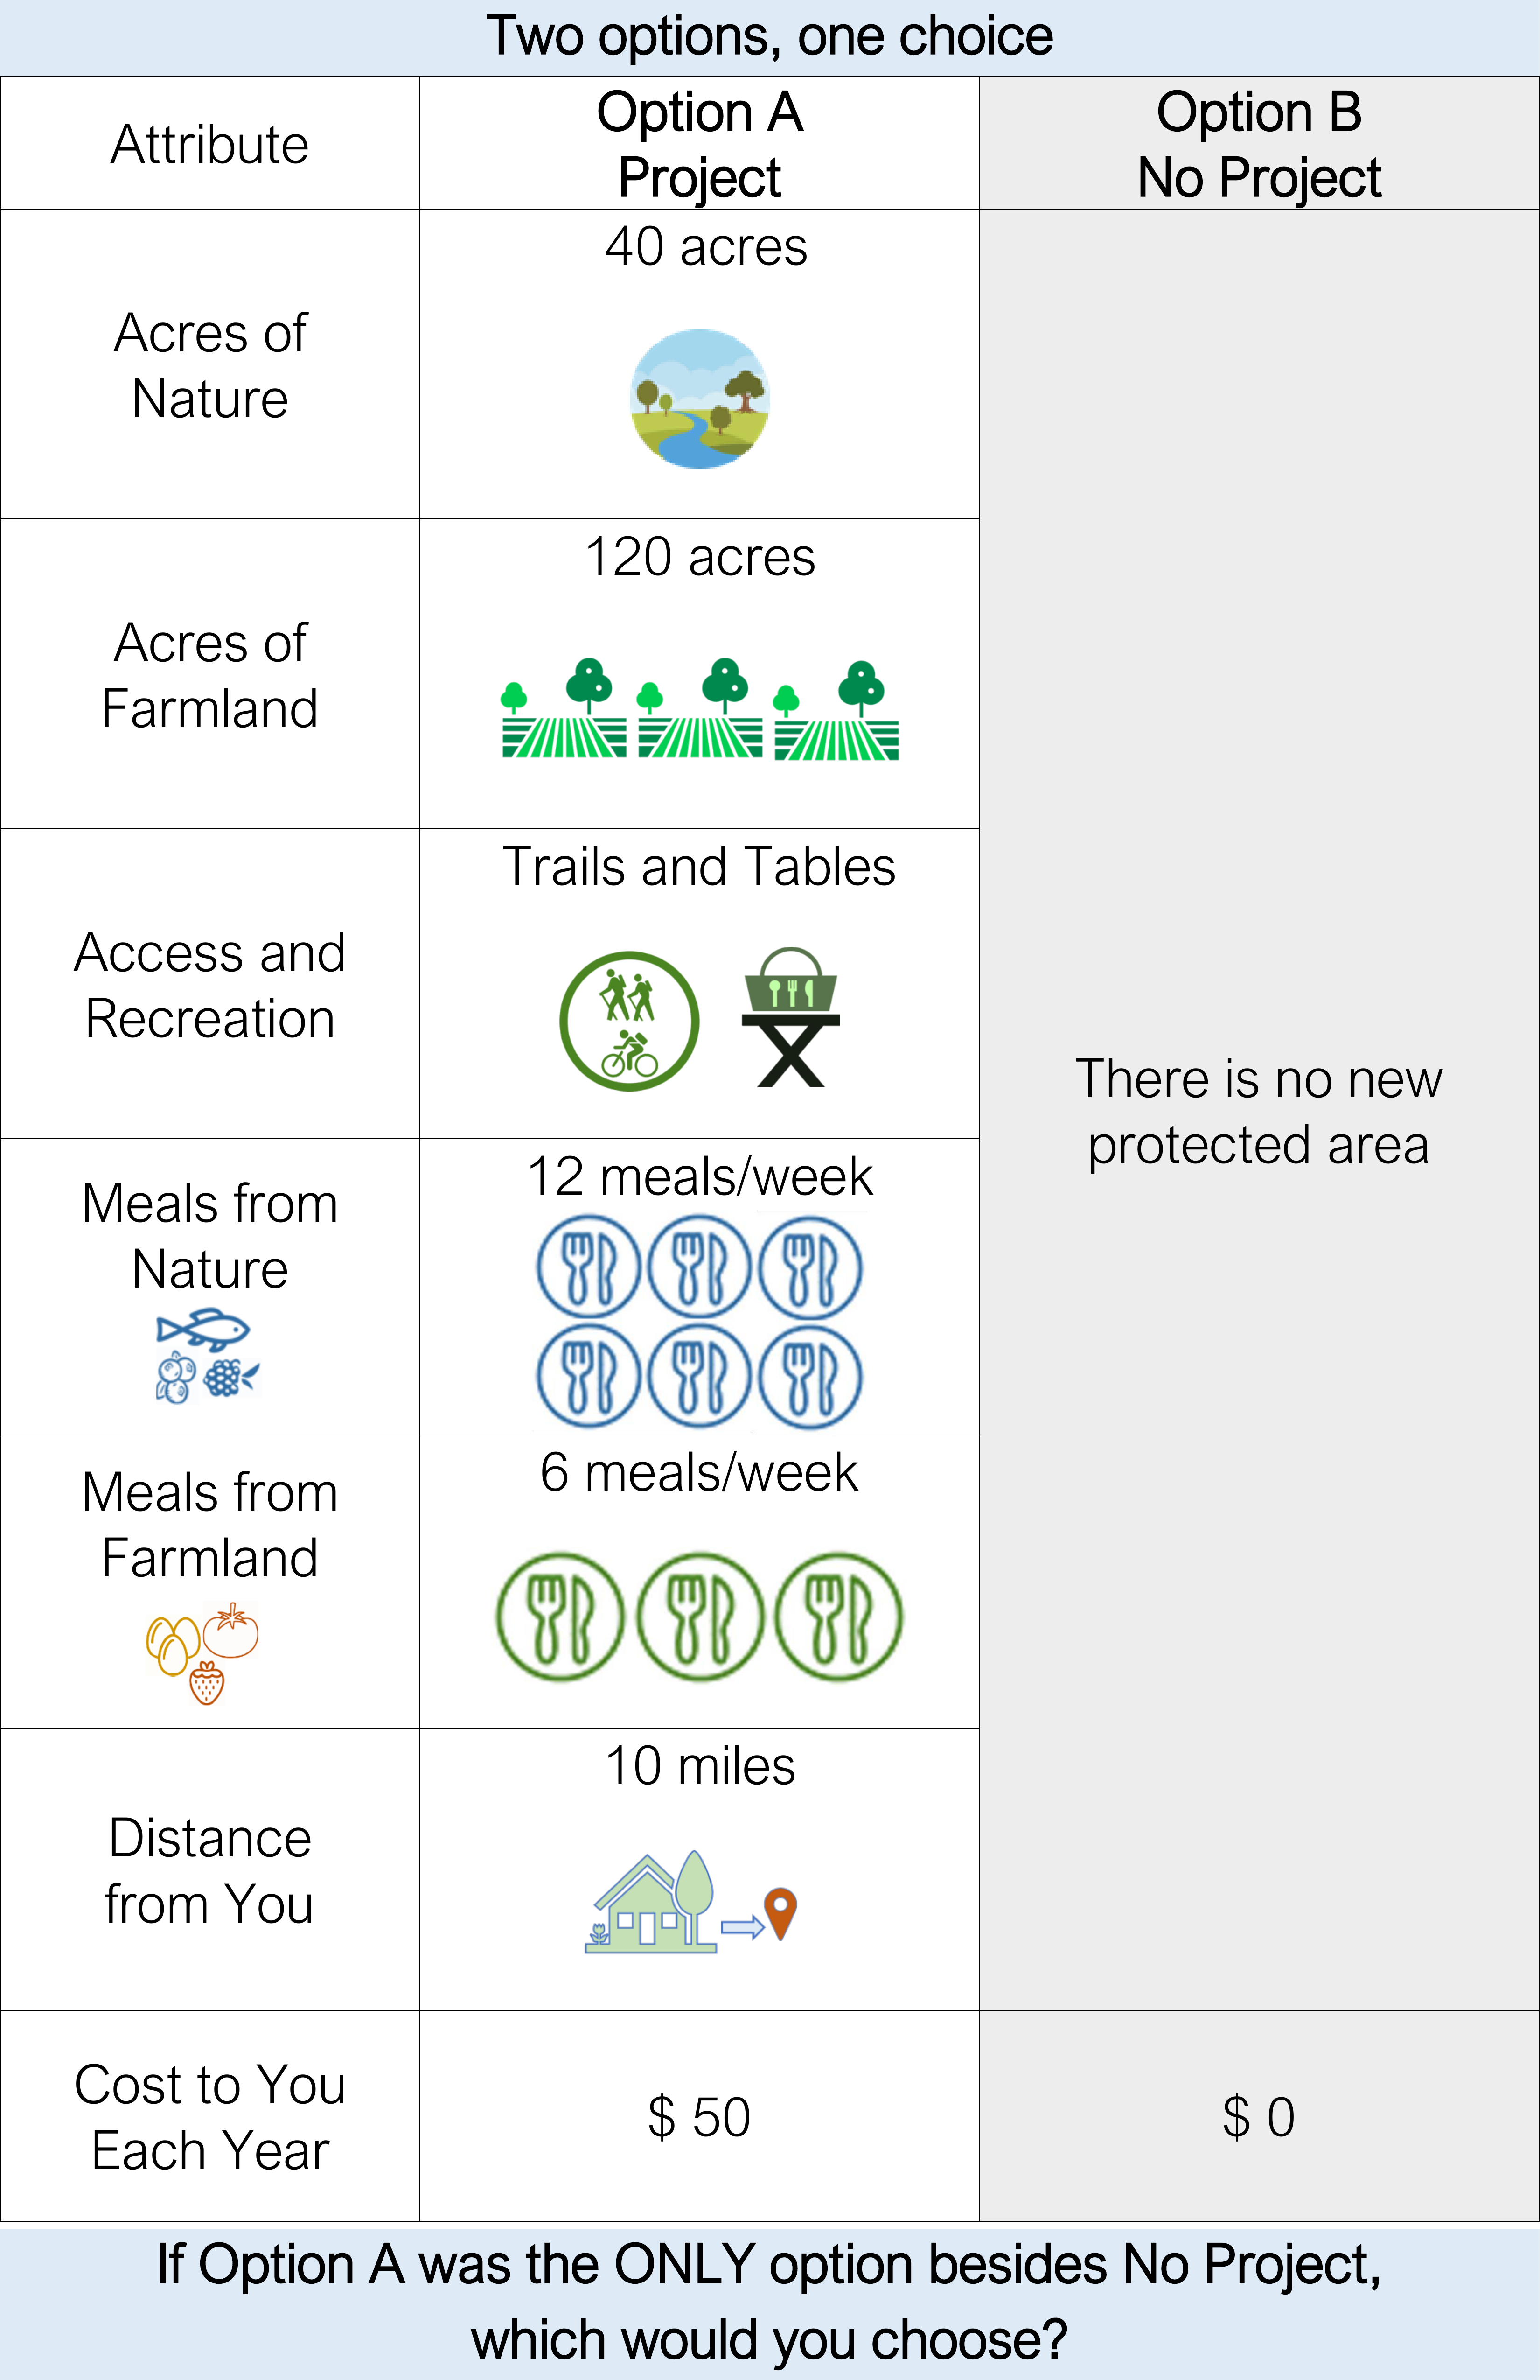 Two options, one choice
Attribute
Option A
Project
Option B
No Project
Acres of
Nature
40 acres
Acres of
Farmland
120 acres
Access and
Recreation
Trails and Tables
There is no new
protected area
Meals from
Nature
12 meals/week
Meals from
Farmland
6 meals/week
Distance
from You
10 miles
Cost to You
Each Year
$ 50
$ 0
If Option A was the ONLY option besides No Project,
which would you choose?